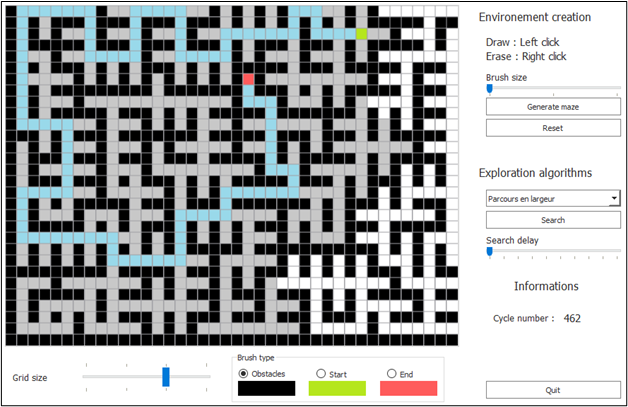 Environement creation
Draw : Left click
Erase : Right click
Brush size
Generate maze
Reset
Exploration algorithms
Parcours en largeur
Search
Search delay
Informations
Cycle number : 462
Grid size
Brush type
Obstacles
Start
End
Quit